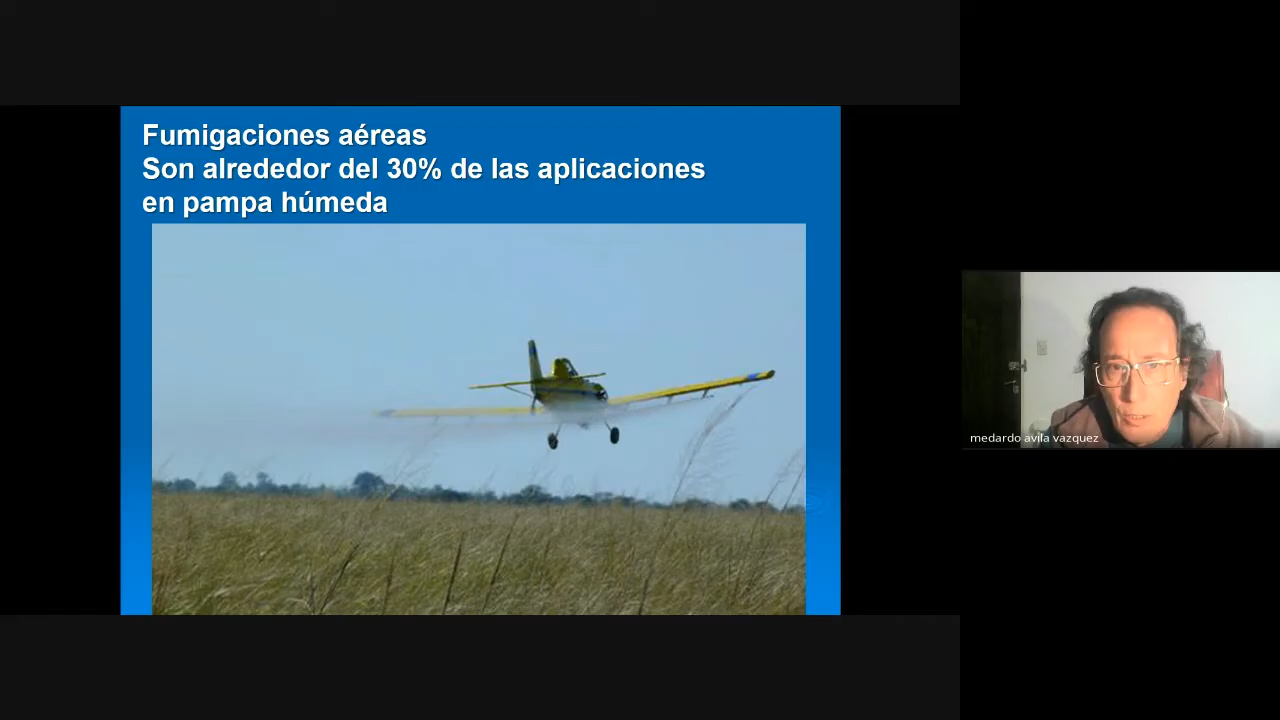 Fumigaciones aéreas
Son alrededor del 30% de las aplicaciones
en pampa húmeda
medardo avila vazquez